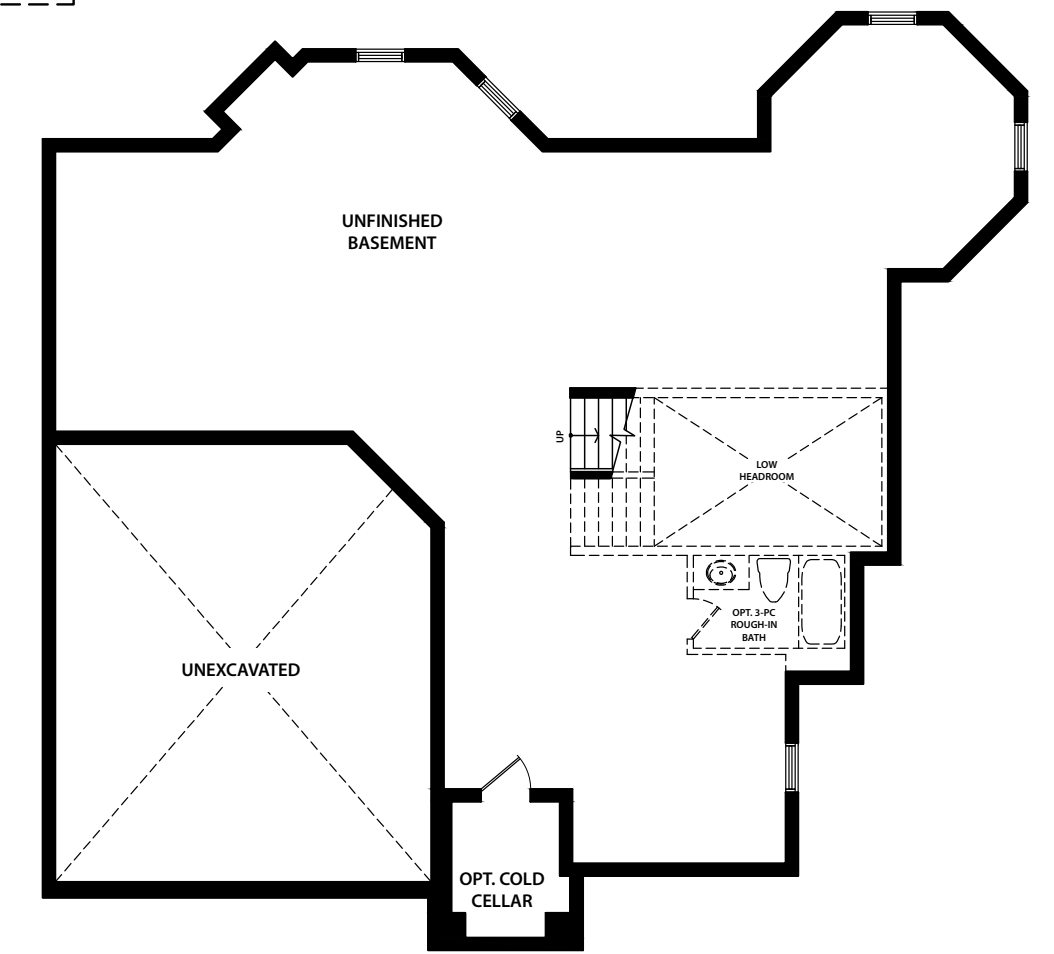 UNFINISHED
BASEMENT
UP
LOW
HEADROOM
OPT. 3-PC
ROUGH-IN
BATH
UNEXCAVATED
OPT. COLD
CELLAR